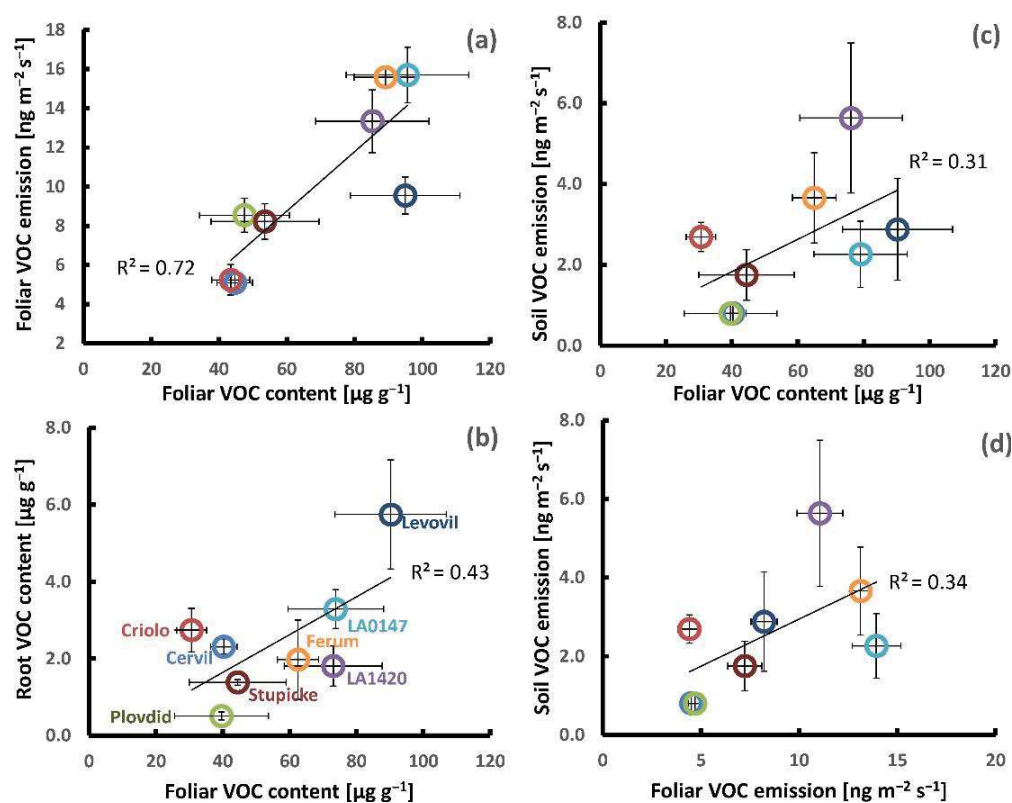 (a)
Foliar VOC emission [ng m⁻² s⁻¹]
18
16
14
12
10
8
6
4
2
R² = 0.72
0 20 40 60 80 100 120
Foliar VOC content [µg g⁻¹]
(c)
Soil VOC emission [ng m⁻² s⁻¹]
8.0
6.0
4.0
2.0
0.0
R² = 0.31
0 20 40 60 80 100 120
Foliar VOC content [µg g⁻¹]
(b)
Root VOC content [µg g⁻¹]
8.0
6.0
4.0
2.0
0.0
Levovil
R² = 0.43
LA0147
Criolo
Ferum
Cervil
LA1420
Stupicke
Plovdid
0 20 40 60 80 100 120
Foliar VOC content [µg g⁻¹]
(d)
Soil VOC emission [ng m⁻² s⁻¹]
8.0
6.0
4.0
2.0
0.0
R² = 0.34
0 5 10 15 20
Foliar VOC emission [ng m⁻² s⁻¹]